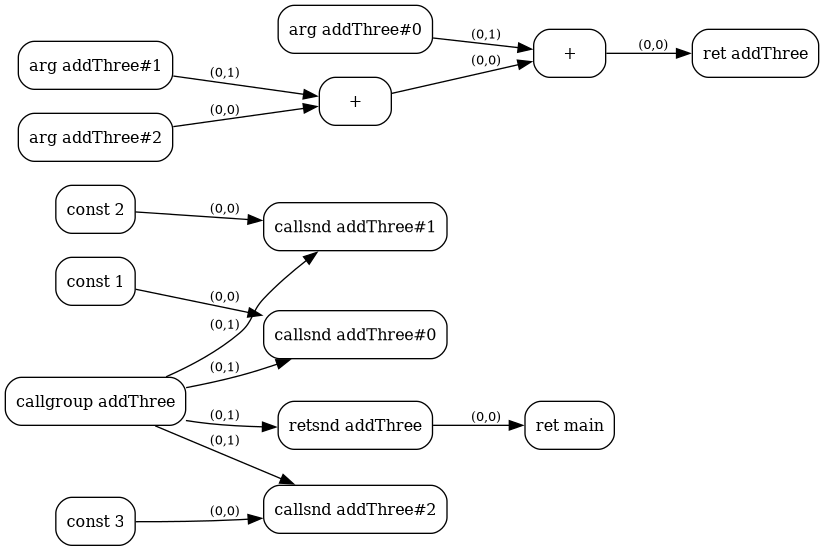 arg addThree#0
(0,1)
+
(0,0)
ret addThree
arg addThree#1
(0,1)
(0,0)
+
(0,0)
arg addThree#2
const 2
(0,0)
callsnd addThree#1
const 1
(0,0)
(0,1)
callsnd addThree#0
(0,1)
callgroup addThree
(0,1)
retsnd addThree
(0,0)
ret main
(0,1)
const 3
(0,0)
callsnd addThree#2